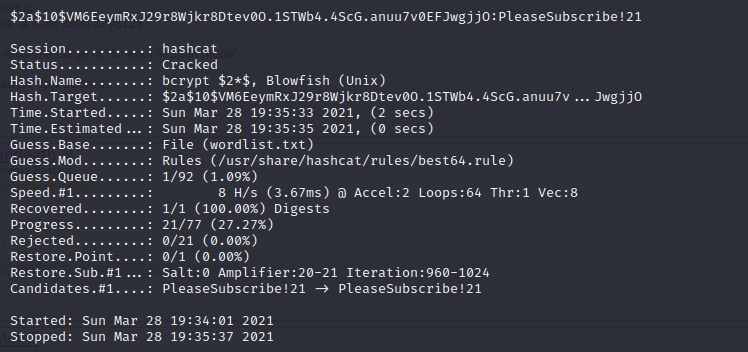 $2a$10$VM6EeymRxJ29r8Wjkr8Dtev0O.1STWb4.4ScG.anuu7v0EFJwgjjO:PleaseSubscribe!21
Session..........: hashcat
Status...........: Cracked
Hash.Name........: bcrypt $2*$, Blowfish (Unix)
Hash.Target......: $2a$10$VM6EeymRxJ29r8Wjkr8Dtev0O.1STWb4.4ScG.anuu7v...JwgjjO
Time.Started.....: Sun Mar 28 19:35:33 2021, (2 secs)
Time.Estimated...: Sun Mar 28 19:35:35 2021, (0 secs)
Guess.Base.......: File (wordlist.txt)
Guess.Mod........: Rules (/usr/share/hashcat/rules/best64.rule)
Guess.Queue......: 1/92 (1.09%)
Speed.#1.........:        8 H/s (3.67ms) @ Accel:2 Loops:64 Thr:1 Vec:8
Recovered........: 1/1 (100.00%) Digests
Progress.........: 21/77 (27.27%)
Rejected.........: 0/21 (0.00%)
Restore.Point....: 0/1 (0.00%)
Restore.Sub.#1...: Salt:0 Amplifier:20-21 Iteration:960-1024
Candidates.#1....: PleaseSubscribe!21 -> PleaseSubscribe!21
Started: Sun Mar 28 19:34:01 2021
Stopped: Sun Mar 28 19:35:37 2021